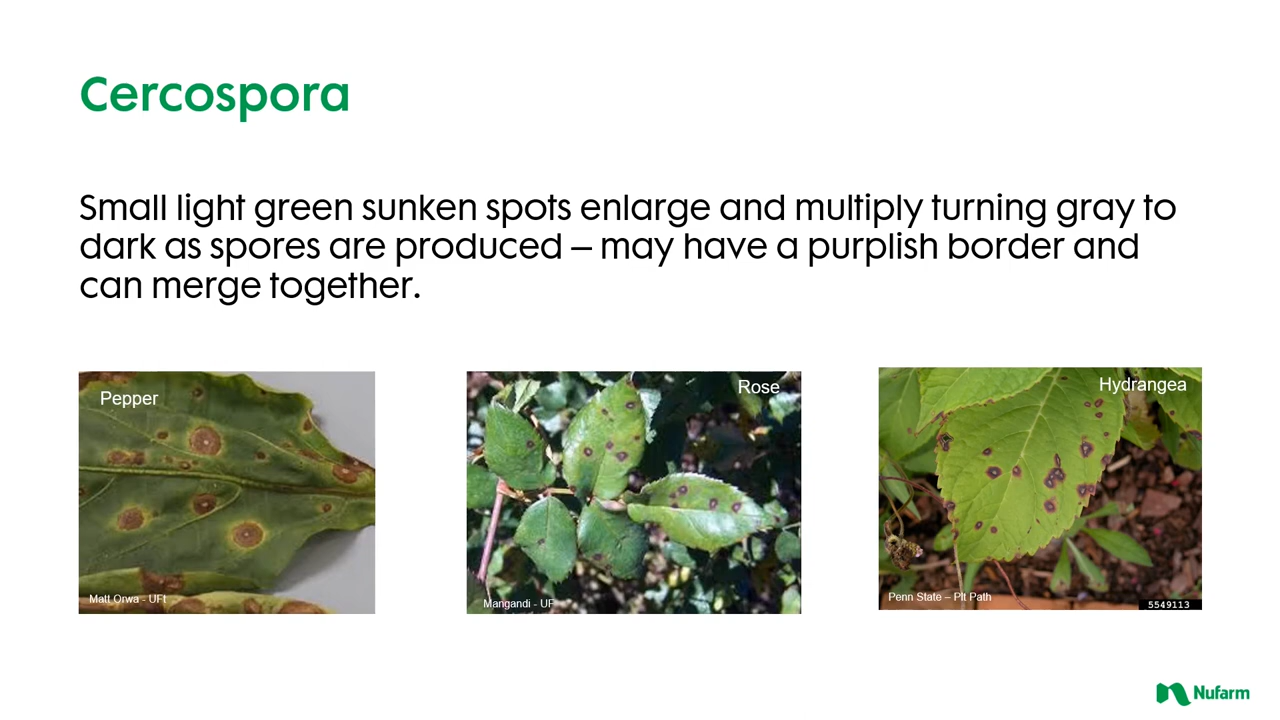 Cercospora
Small light green sunken spots enlarge and multiply turning gray to
dark as spores are produced – may have a purplish border and
can merge together.
Pepper
Matt Orwa - UFt
Rose
Mangandi - UF
Hydrangea
Penn State – Plt Path
5549113
Nufarm